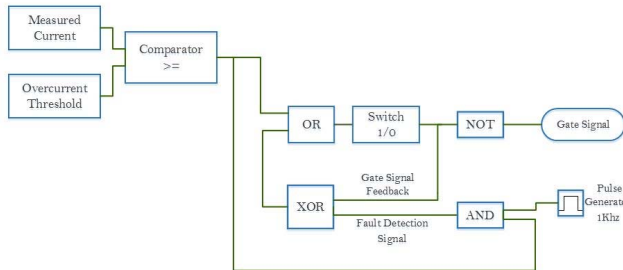 Measured
Current
Overcurrent
Threshold
Comparator
>=
OR
Switch
1/0
NOT
Gate Signal
Gate Signal
Feedback
XOR
Fault Detection
Signal
AND
Pulse
Generate
1Khz